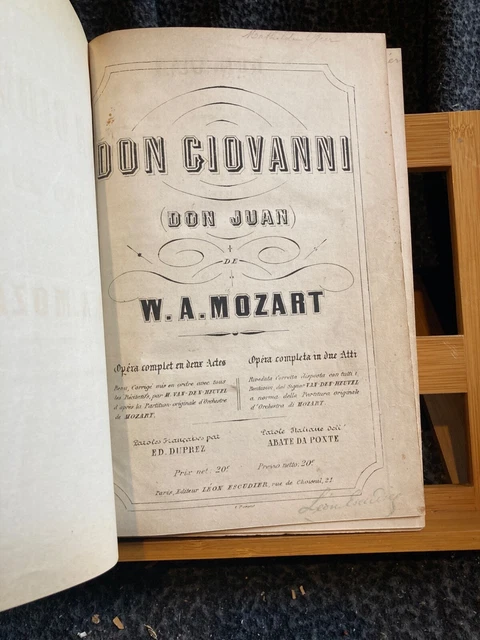 DON GIOVANNI
(DON JUAN)
DE
W. A. MOZART
Opéra complet en deux Actes
Revu, Corrigé mis en ordre avec tous
les Récitatifs, par H. VAN-DEN-HEUVEL
d'après la Partition originale d'Orchestre
de MOZART.
Opéra completa in due Atti
Riveduta Corretta disposta con tutti i
Recitativi dal Signor VAN-DEN-HEUVEL
a norma della Partitura originale
d'Orchestra di MOZART.
Paroles Françaises par
ED. DUPREZ
Parole Italiane dell'
ABATE DA PONTE
Prix net: 20f
Prezzo netto: 20f
Paris, Editeur LÉON ESCUDIER, rue de Choiseul, 21
Léon Escudier